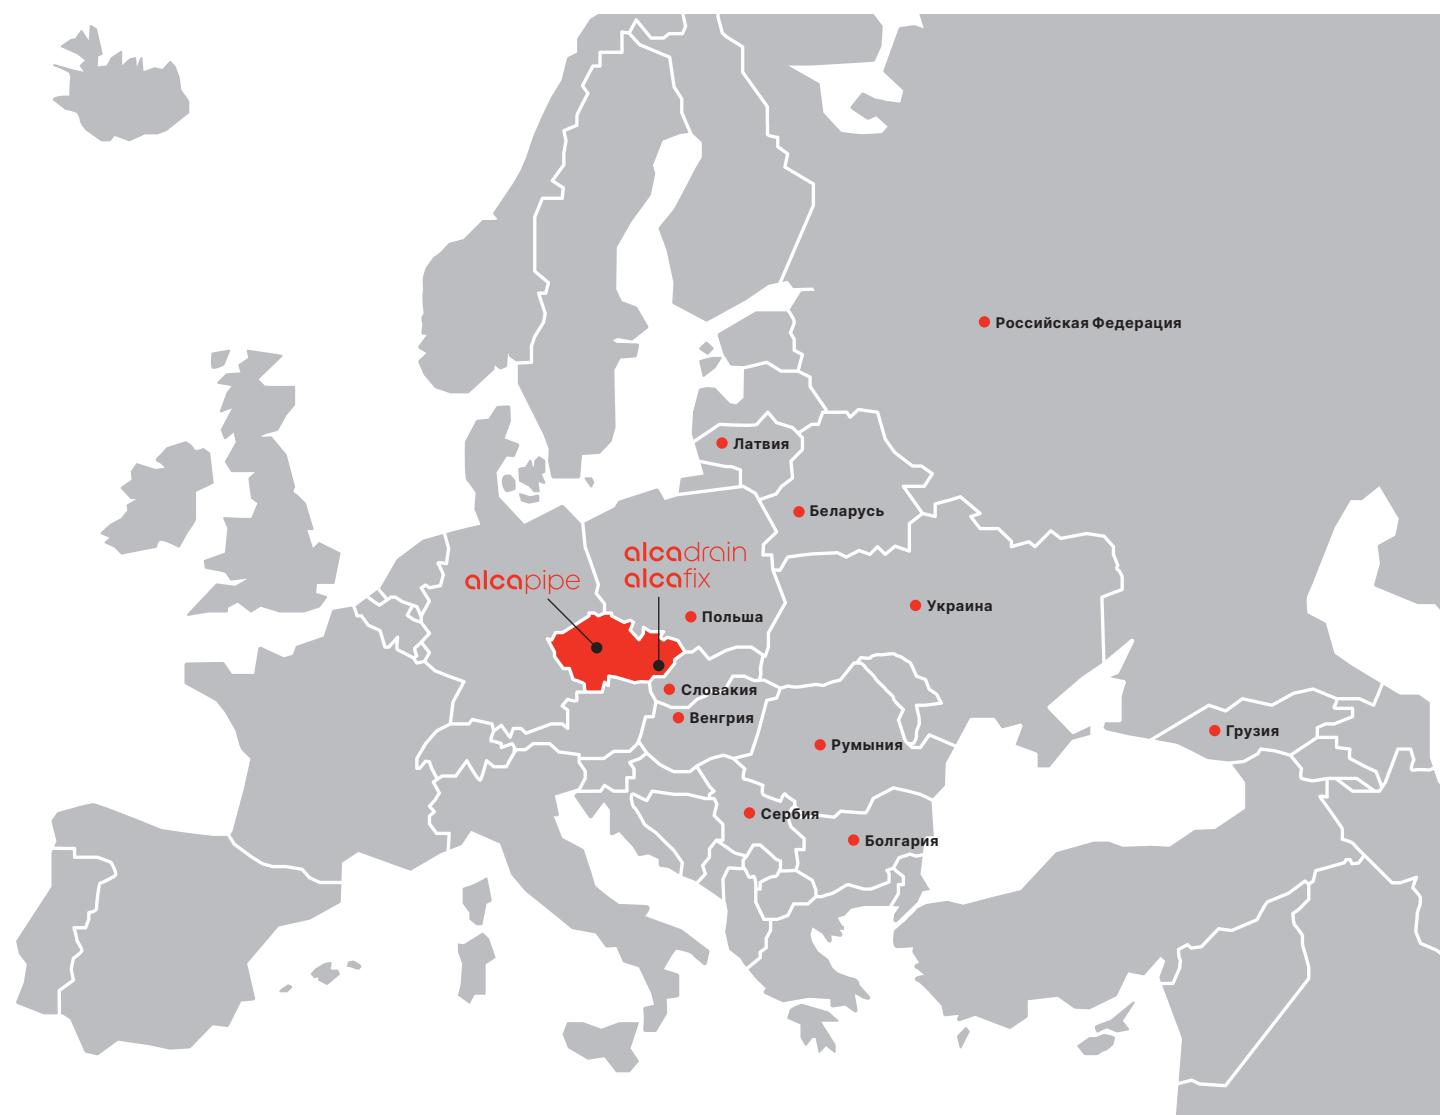 Российская Федерация
Латвия
Беларусь
alcadrain
alcafix
alcapipe
Украина
Польша
Словакия
Венгрия
Грузия
Румыния
Сербия
Болгария